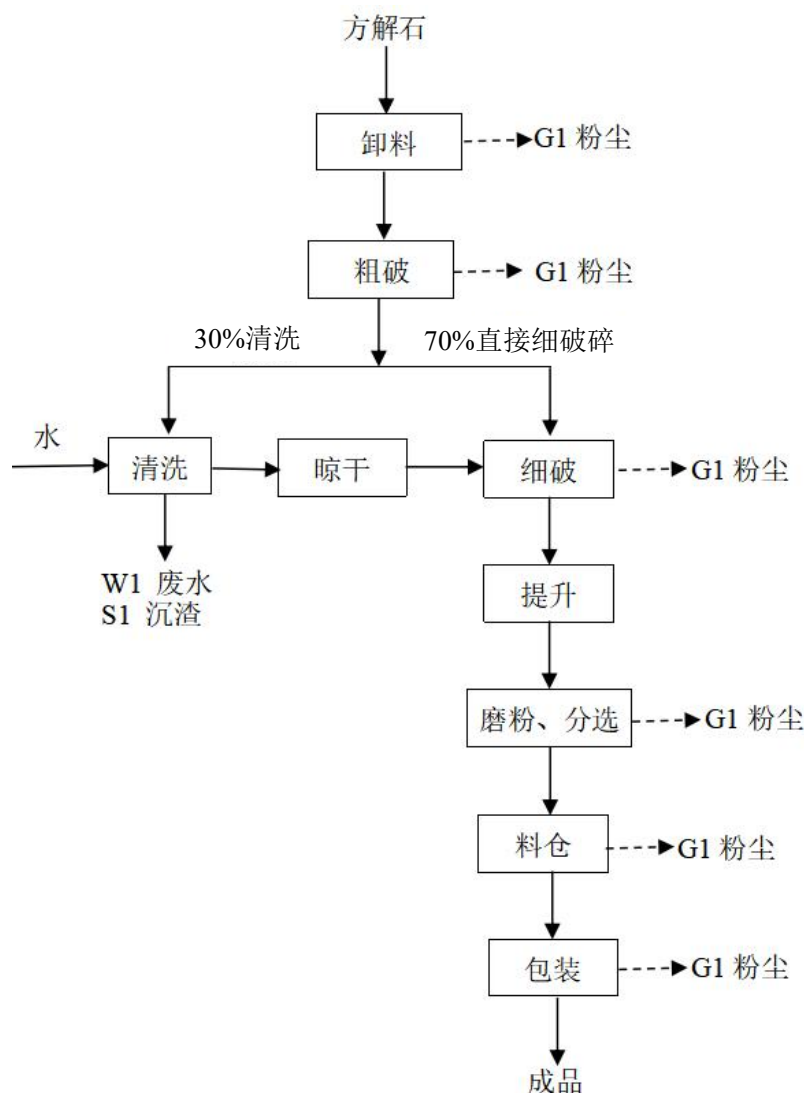 方解石
卸料
G1 粉尘
粗破
G1 粉尘
30%清洗
70%直接细破碎
水
清洗
晾干
细破
G1 粉尘
W1 废水
S1 沉渣
提升
磨粉、分选
G1 粉尘
料仓
G1 粉尘
包装
G1 粉尘
成品